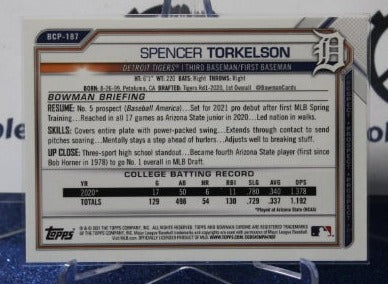 BCP-187
SPENCER TORKELSON
DETROIT TIGERS® | THIRD BASEMAN/FIRST BASEMAN
HT: 6'1" WT: 220 BATS: Right THROWS: Right
BORN: 8-26-99, Petaluma, CA DRAFTED: Tigers Rd1-2020, 1st Overall @BowmanCards
BOWMAN BRIEFING
RESUME: No. 5 prospect (Baseball America)... Set for 2021 pro debut after first MLB Spring
Training... Reached in all 17 games as Arizona State junior in 2020... Led nation in walks.
SKILLS: Covers entire plate with power-packed swing... Extends through contact to send
pitches soaring... Mentally stays a step ahead of hurlers... Adjusts well to breaking stuff.
UP CLOSE: Three-sport high school standout... Became fourth Arizona State player (first since
Bob Horner in 1978) to go No. 1 overall in MLB Draft.
COLLEGE BATTING RECORD
YR G AB HR RBI SLG AVG OPS
2020* 17 50 6 11 .780 .340 1.378
TOTAL 129 498 54 130 .729 .337 1.192
*Played at Arizona State (NCAA)
Topps